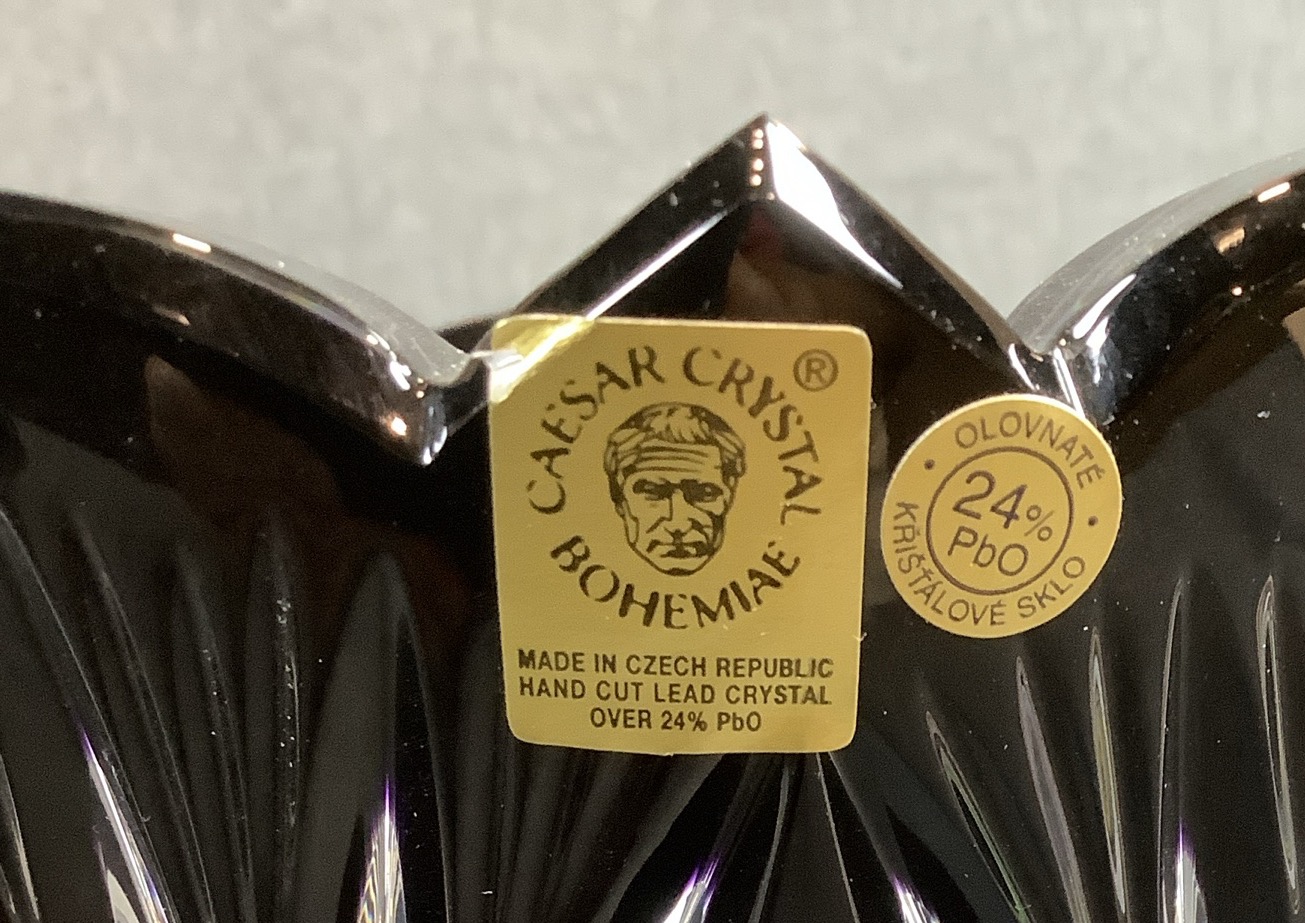 CAESAR CRYSTAL ®
BOHEMIAE
MADE IN CZECH REPUBLIC
HAND CUT LEAD CRYSTAL
OVER 24% PbO
OLOVNATÉ
24%
PbO
KŘIŠŤÁLOVÉ SKLO